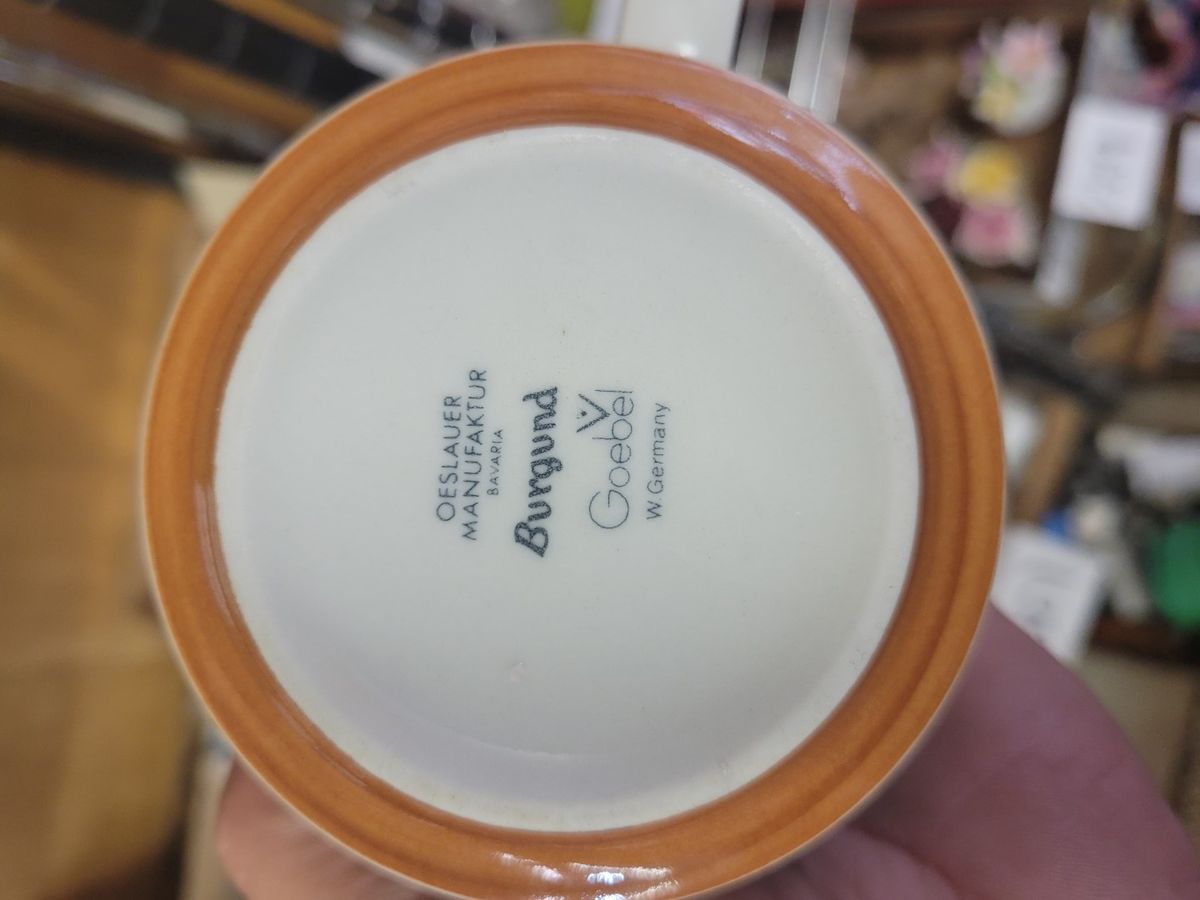 OESLAUER
MANUFAKTUR
BAVARIA
Burgund
V
Goebel
W.Germany